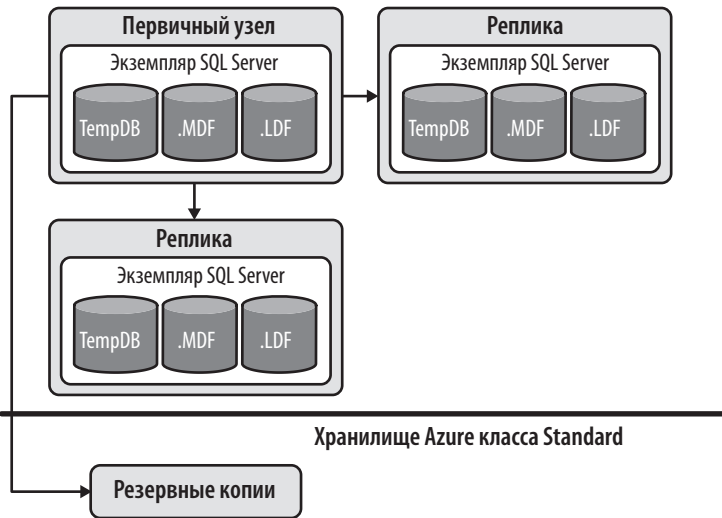 Первичный узел
Экземпляр SQL Server
TempDB
.MDF
.LDF
Реплика
Экземпляр SQL Server
TempDB
.MDF
.LDF
Реплика
Экземпляр SQL Server
TempDB
.MDF
.LDF
Хранилище Azure класса Standard
Резервные копии